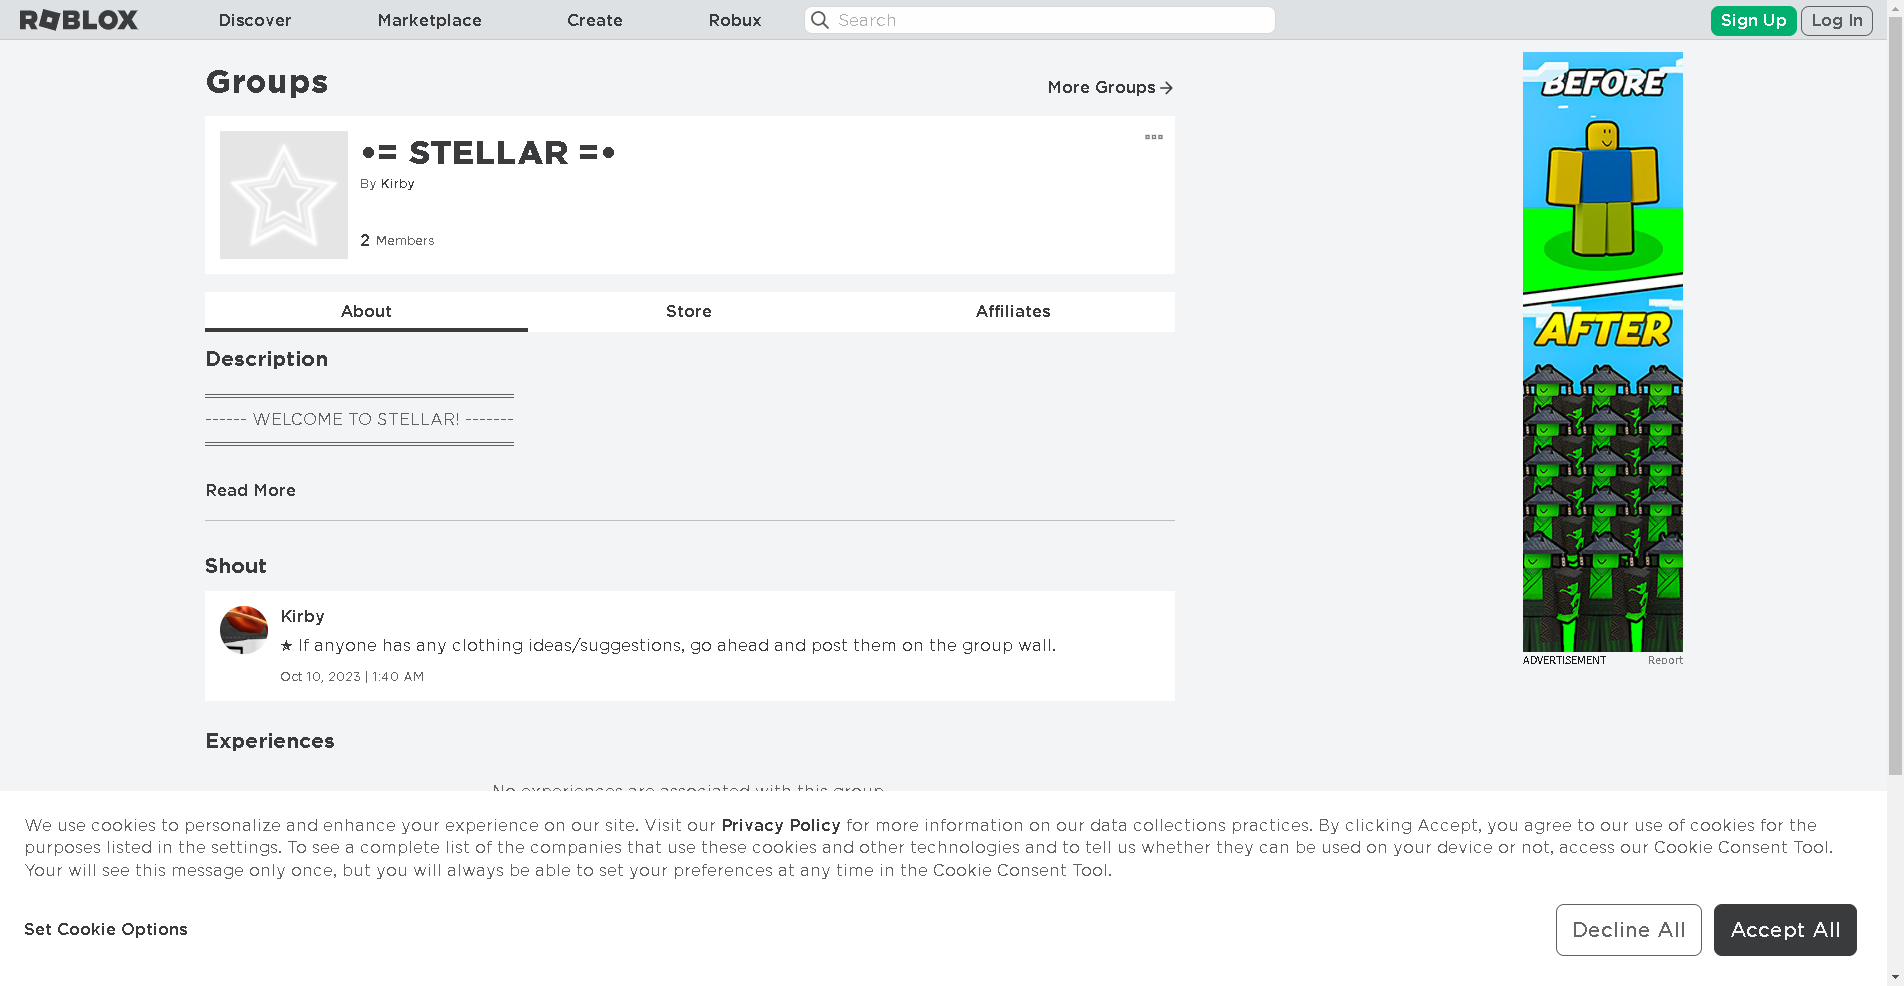 ROBLOX
Discover
Marketplace
Create
Robux
Search
Sign Up
Log In
Groups
More Groups
•= STELLAR =•
By Kirby
2 Members
About
Store
Affiliates
Description
------ WELCOME TO STELLAR! -------
Read More
Shout
Kirby
★ If anyone has any clothing ideas/suggestions, go ahead and post them on the group wall.
Oct 10, 2023 | 1:40 AM
Experiences
No experiences are associated with this group
BEFORE
AFTER
ADVERTISEMENT
Report
We use cookies to personalize and enhance your experience on our site. Visit our Privacy Policy for more information on our data collections practices. By clicking Accept, you agree to our use of cookies for the
purposes listed in the settings. To see a complete list of the companies that use these cookies and other technologies and to tell us whether they can be used on your device or not, access our Cookie Consent Tool.
Your will see this message only once, but you will always be able to set your preferences at any time in the Cookie Consent Tool.
Set Cookie Options
Decline All
Accept All